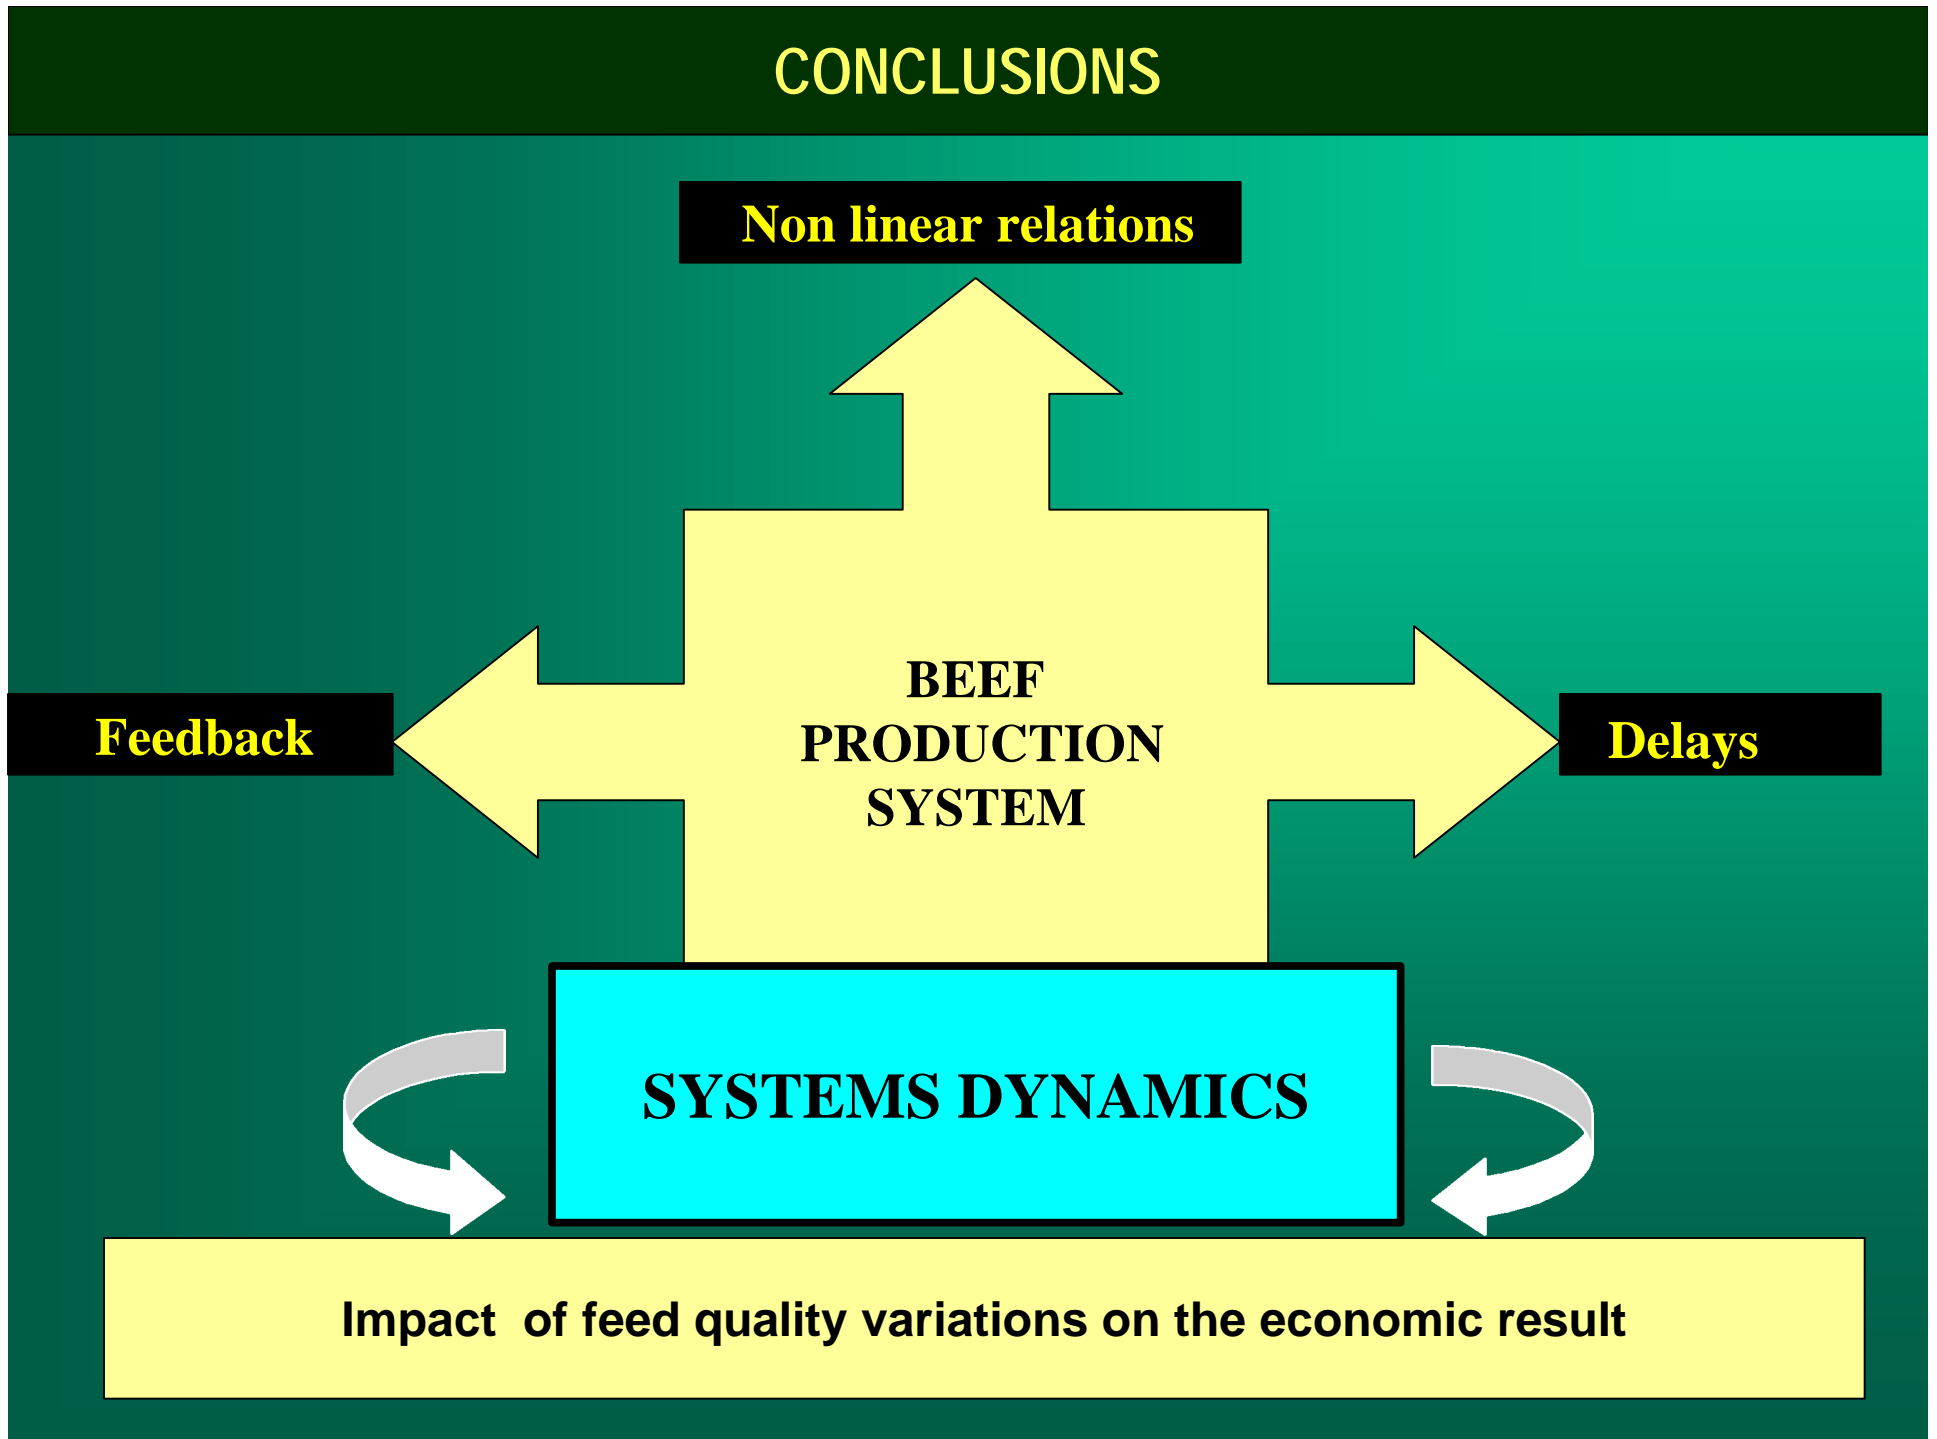 CONCLUSIONS
Non linear relations
BEEF
PRODUCTION
SYSTEM
Feedback
Delays
SYSTEMS DYNAMICS
Impact of feed quality variations on the economic result